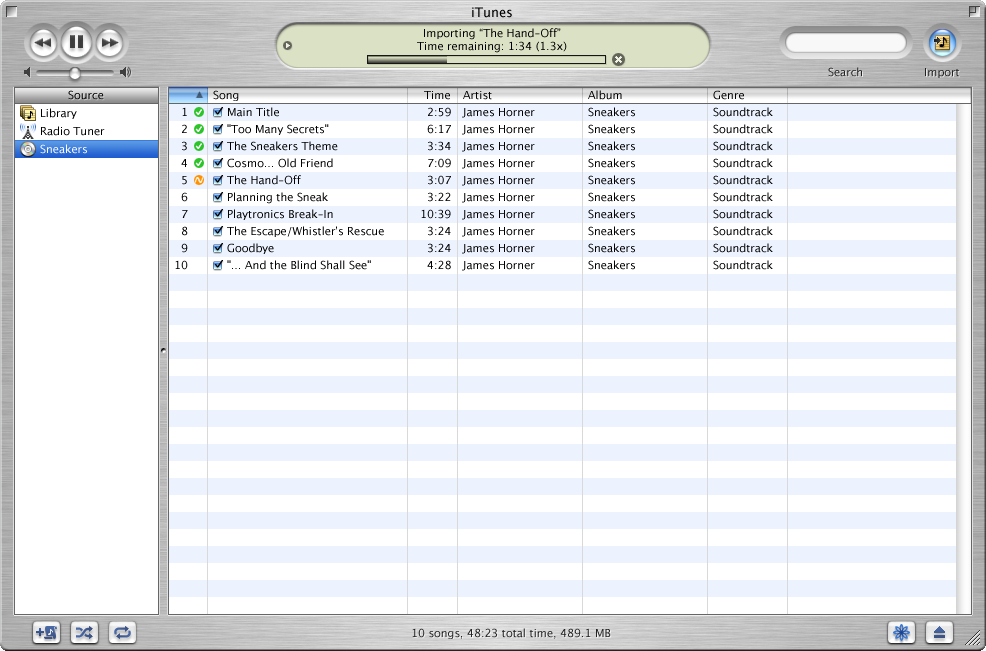 iTunes
Importing "The Hand-Off"
Time remaining: 1:34 (1.3x)
Search
Import
Source
Library
Radio Tuner
Sneakers
Song Time Artist Album Genre
1 Main Title 2:59 James Horner Sneakers Soundtrack
2 "Too Many Secrets" 6:17 James Horner Sneakers Soundtrack
3 The Sneakers Theme 3:34 James Horner Sneakers Soundtrack
4 Cosmo... Old Friend 7:09 James Horner Sneakers Soundtrack
5 The Hand-Off 3:07 James Horner Sneakers Soundtrack
6 Planning the Sneak 3:22 James Horner Sneakers Soundtrack
7 Playtronics Break-In 10:39 James Horner Sneakers Soundtrack
8 The Escape/Whistler's Rescue 3:24 James Horner Sneakers Soundtrack
9 Goodbye 3:24 James Horner Sneakers Soundtrack
10 "... And the Blind Shall See" 4:28 James Horner Sneakers Soundtrack
10 songs, 48:23 total time, 489.1 MB